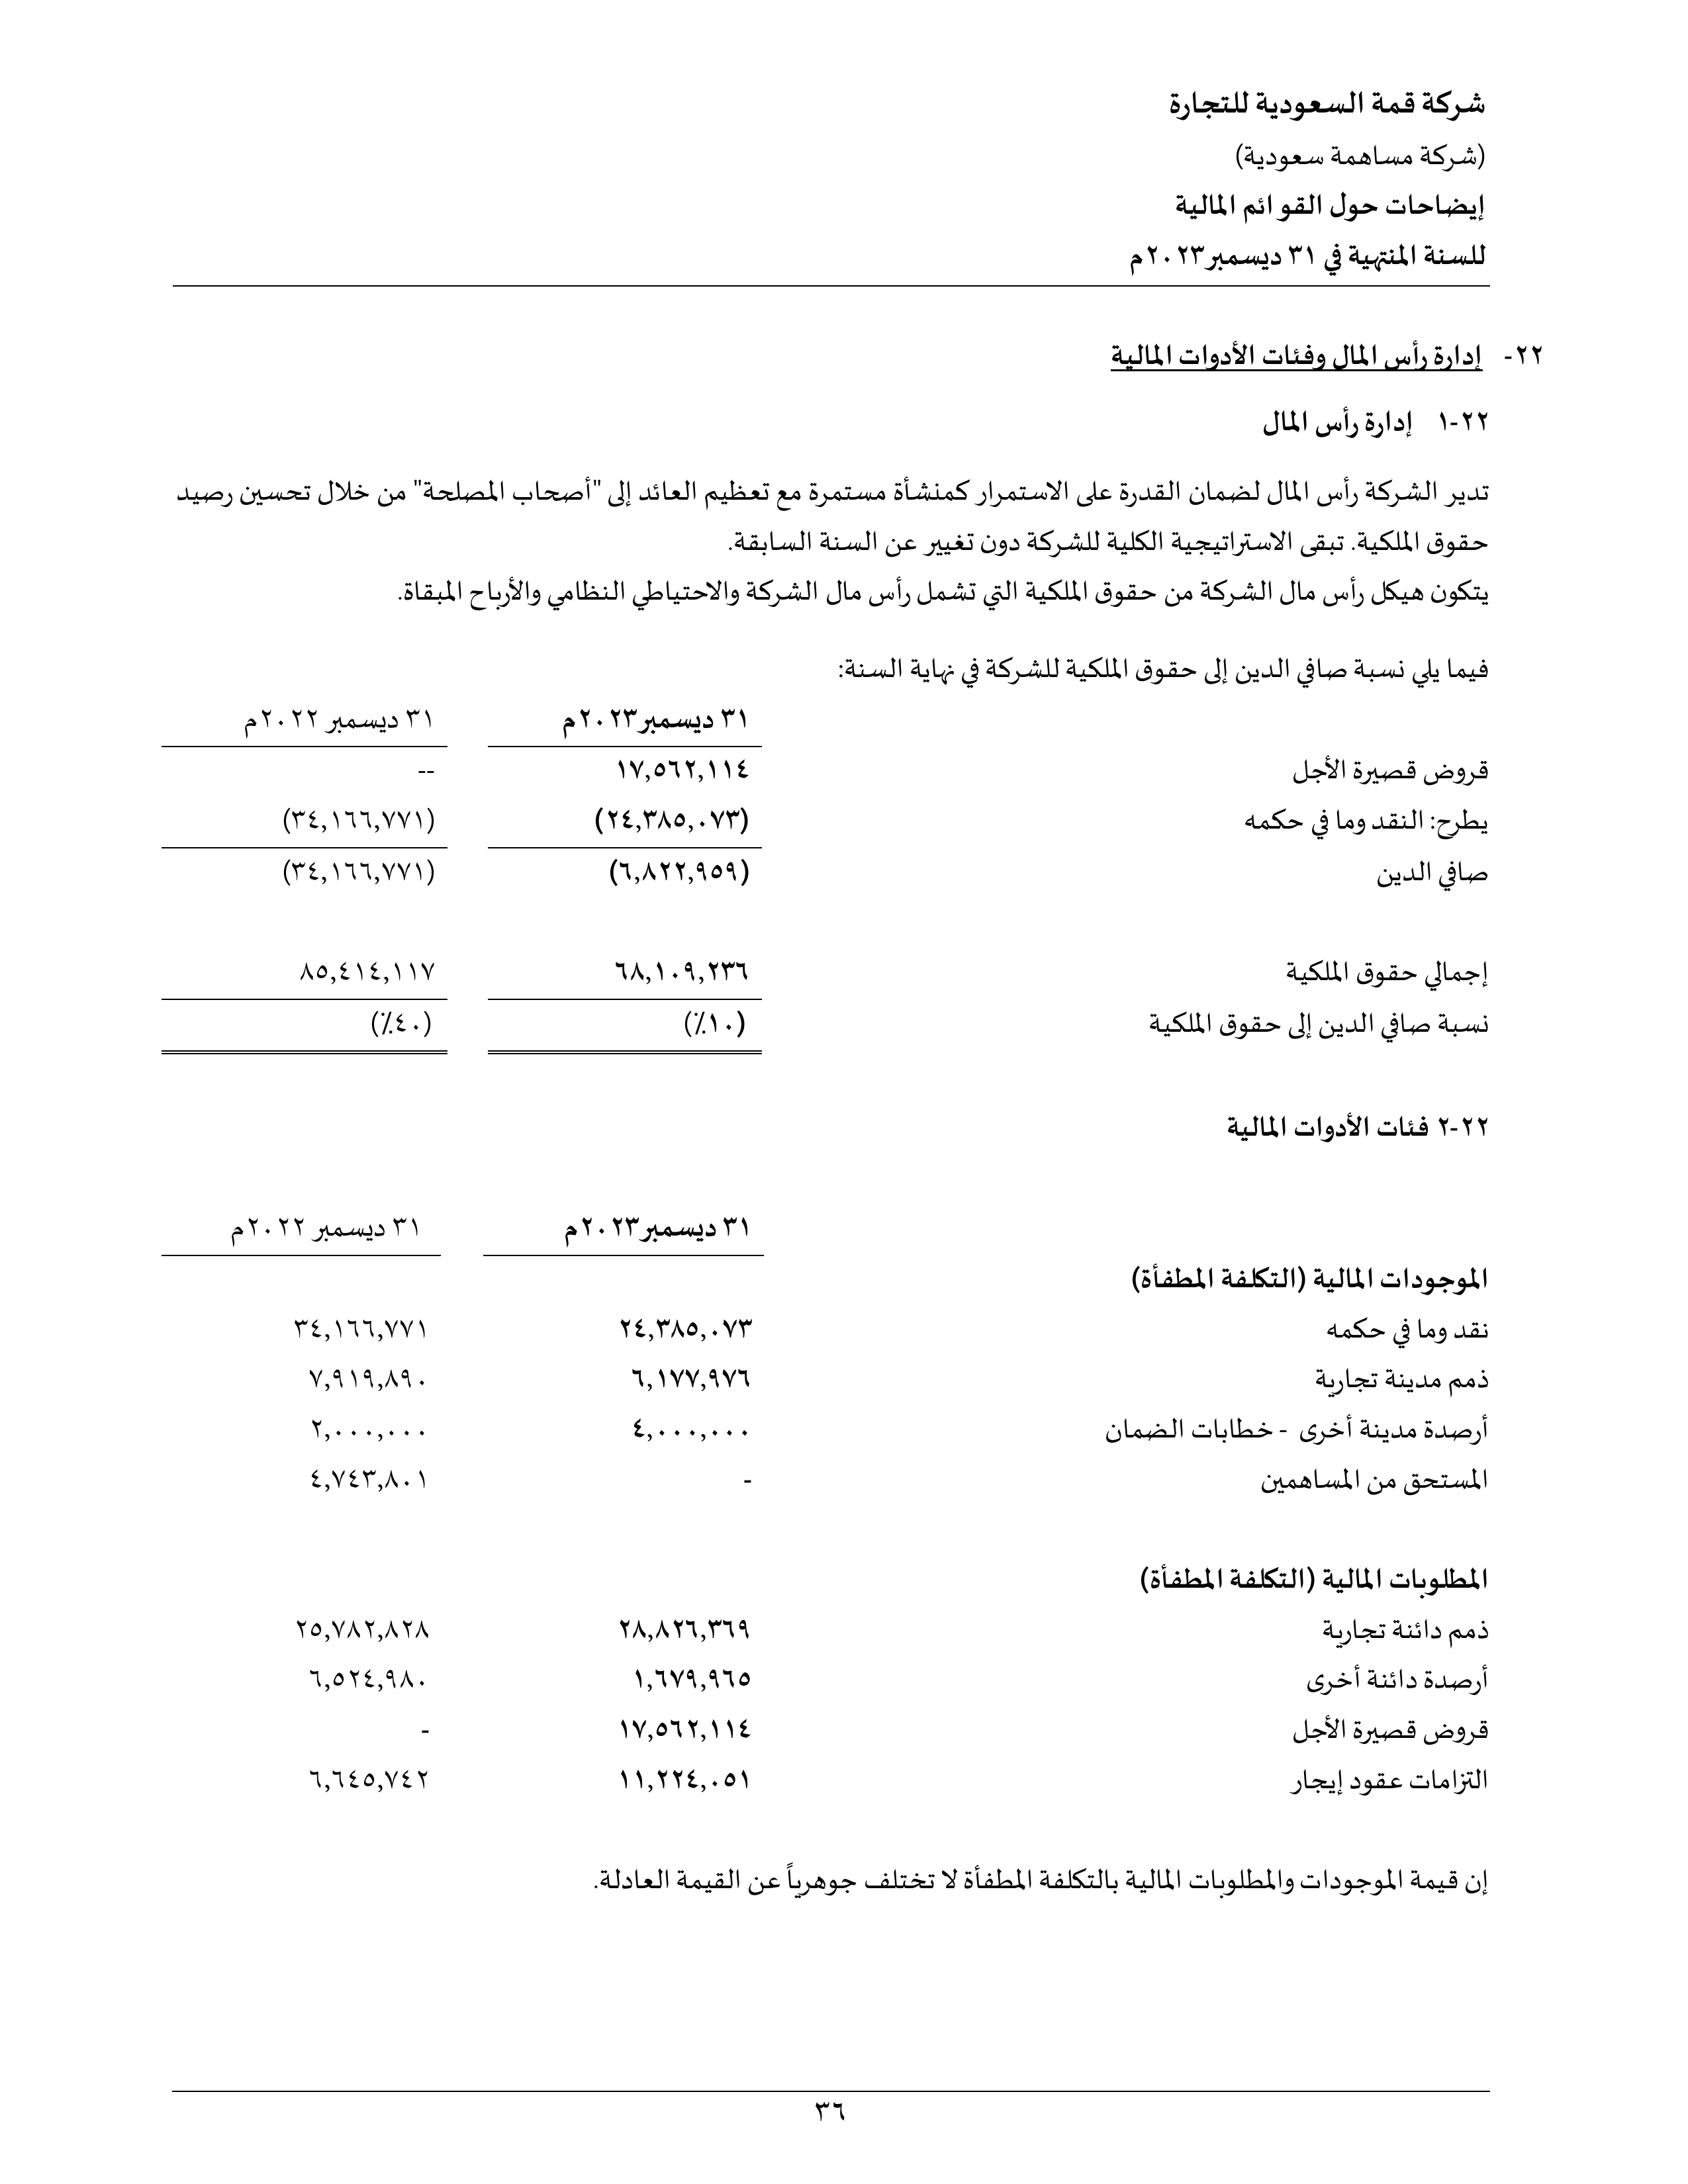 شركة قمة السعودية للتجارة
(شركة مساهمة سعودية)
إيضاحات حول القوائم المالية
للسنة المنتهية في ٣١ ديسمبر ٢٠٢٣م
٢٢- إدارة رأس المال وفئات الأدوات المالية
٢٢-١ إدارة رأس المال
تدير الشركة رأس المال لضمان القدرة على الاستمرار كمنشأة مستمرة مع تعظيم العائد إلى "أصحاب المصلحة" من خلال تحسين رصيد
حقوق الملكية. تبقى الاستراتيجية الكلية للشركة دون تغيير عن السنة السابقة.
يتكون هيكل رأس مال الشركة من حقوق الملكية التي تشمل رأس مال الشركة والاحتياطي النظامي والأرباح المبقاة.
فيما يلي نسبة صافي الدين إلى حقوق الملكية للشركة في نهاية السنة:
٣١ ديسمبر ٢٠٢٣م ٣١ ديسمبر ٢٠٢٢م
قروض قصيرة الأجل ١٧,٥٦٢,١١٤ --
يطرح: النقد وما في حكمه (٢٤,٣٨٥,٠٧٣) (٣٤,١٦٦,٧٧١)
صافي الدين (٦,٨٢٢,٩٥٩) (٣٤,١٦٦,٧٧١)
إجمالي حقوق الملكية ٦٨,١٠٩,٢٣٦ ٨٥,٤١٤,١١٧
نسبة صافي الدين إلى حقوق الملكية (١٠٪) (٤٠٪)
٢٢-٢ فئات الأدوات المالية
٣١ ديسمبر ٢٠٢٣م ٣١ ديسمبر ٢٠٢٢م
الموجودات المالية (التكلفة المطفأة)
نقد وما في حكمه ٢٤,٣٨٥,٠٧٣ ٣٤,١٦٦,٧٧١
ذمم مدينة تجارية ٦,١٧٧,٩٧٦ ٧,٩١٩,٨٩٠
أرصدة مدينة أخرى - خطابات الضمان ٤,٠٠٠,٠٠٠ ٢,٠٠٠,٠٠٠
المستحق من المساهمين - ٤,٧٤٣,٨٠١
المطلوبات المالية (التكلفة المطفأة)
ذمم دائنة تجارية ٢٨,٨٢٦,٣٦٩ ٢٥,٧٨٢,٨٢٨
أرصدة دائنة أخرى ١,٦٧٩,٩٦٥ ٦,٥٢٤,٩٨٠
قروض قصيرة الأجل ١٧,٥٦٢,١١٤ -
التزامات عقود إيجار ١١,٢٢٤,٠٥١ ٦,٦٤٥,٧٤٢
إن قيمة الموجودات والمطلوبات المالية بالتكلفة المطفأة لا تختلف جوهرياً عن القيمة العادلة.
٣٦